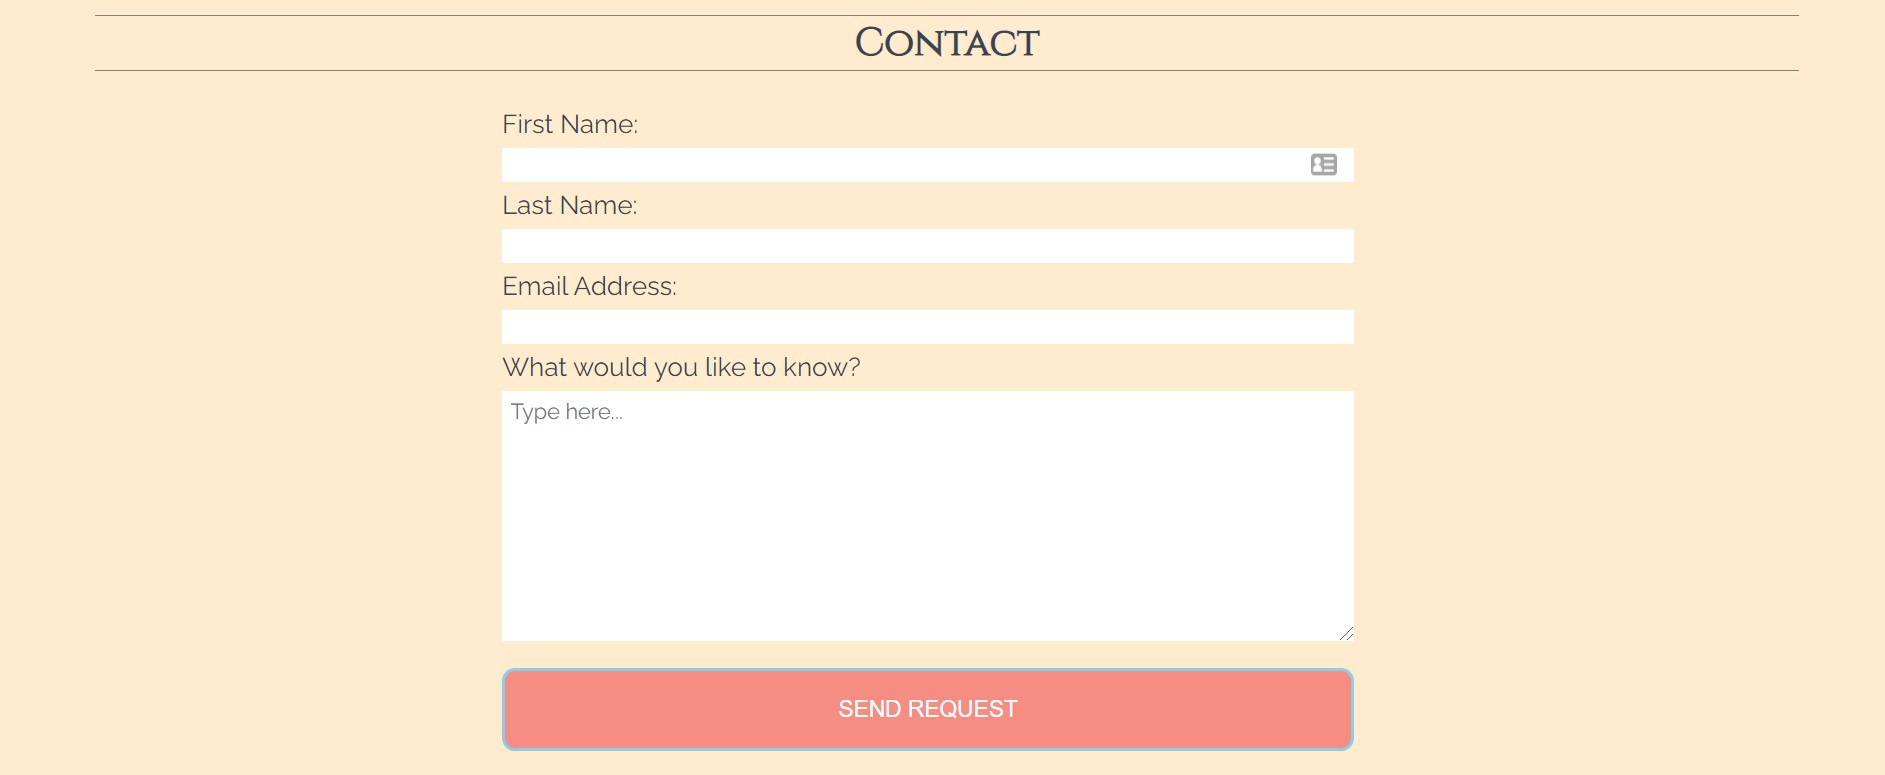 Contact
First Name:
Last Name:
Email Address:
What would you like to know?
Type here...
SEND REQUEST